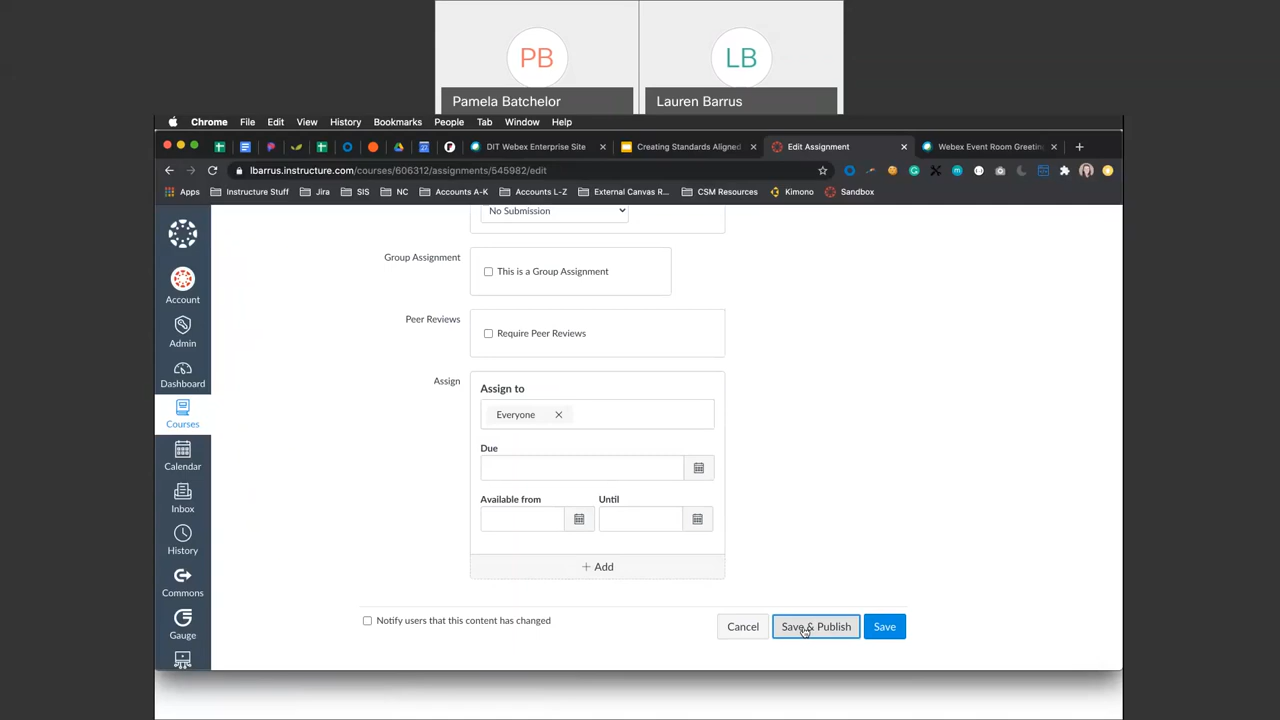 PB
LB
Pamela Batchelor
Lauren Barrus
Chrome File Edit View History Bookmarks People Tab Window Help
DIT Webex Enterprise Site
Creating Standards Aligned
Edit Assignment
Webex Event Room Greeting
lbarrus.instructure.com/courses/606312/assignments/545982/edit
Apps Instructure Stuff Jira SIS NC Accounts A-K Accounts L-Z External Canvas R... CSM Resources Kimono Sandbox
Account
Admin
Dashboard
Courses
Calendar
Inbox
History
Commons
Gauge
No Submission
Group Assignment
This is a Group Assignment
Peer Reviews
Require Peer Reviews
Assign
Assign to
Everyone
Due
Available from
Until
+ Add
Notify users that this content has changed
Cancel
Save & Publish
Save